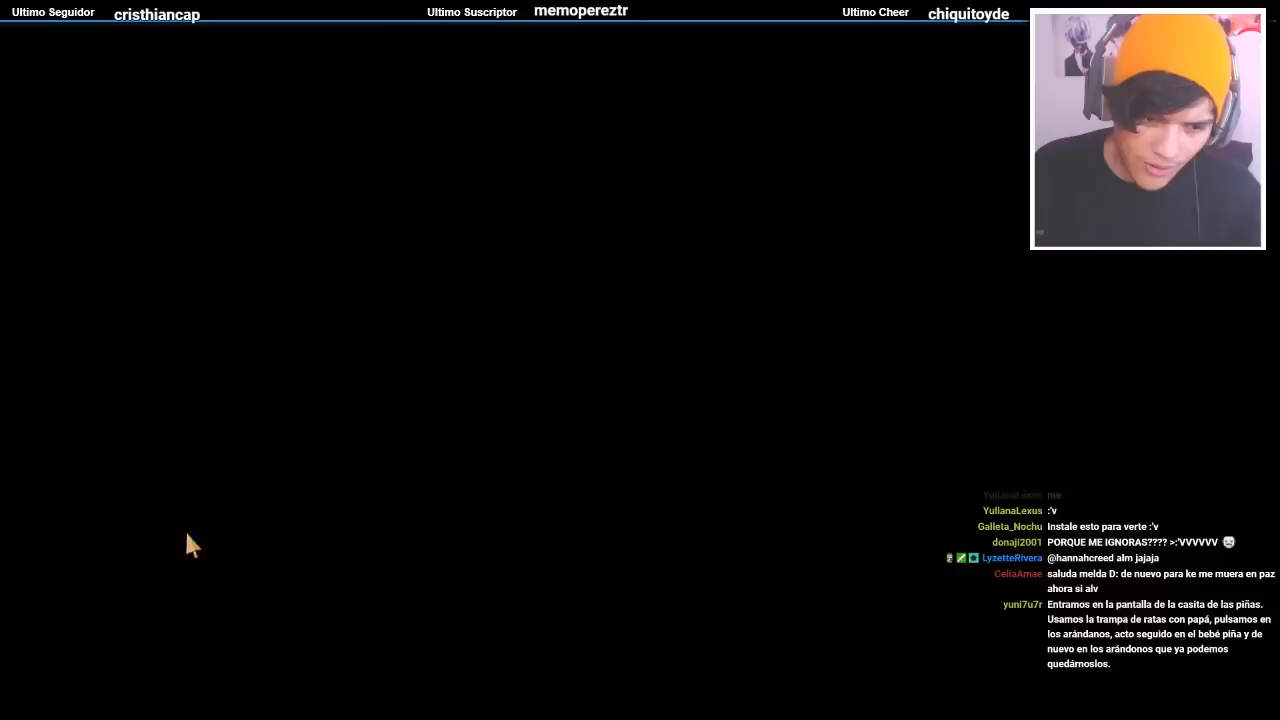 Ultimo Seguidor cristhiancap Ultimo Suscriptor memopereztr Ultimo Cheer chiquitoyde
YulianaLexus me
YulianaLexus :'v
Galleta_Nochu Instale esto para verte :'v
donaji2001 PORQUE ME IGNORAS???? >:'VVVVVV
LyzetteRivera @hannahcreed alm jajaja
CeliaAmae saluda melda D: de nuevo para ke me muera en paz
ahora si alv
yuni7u7r Entramos en la pantalla de la casita de las piñas.
Usamos la trampa de ratas con papá, pulsamos en
los arándanos, acto seguido en el bebé piña y de
nuevo en los arándonos que ya podemos
quedárnoslos.